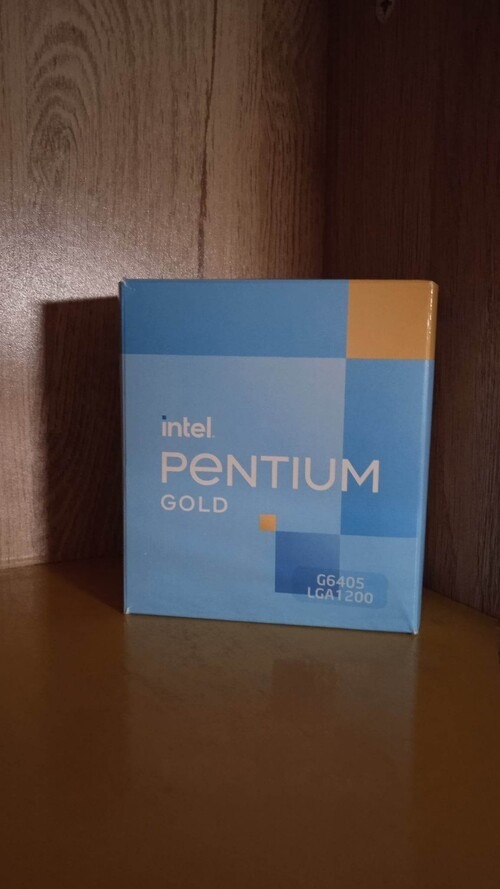 intel
PENTIUM
GOLD
G6405
LGA1200